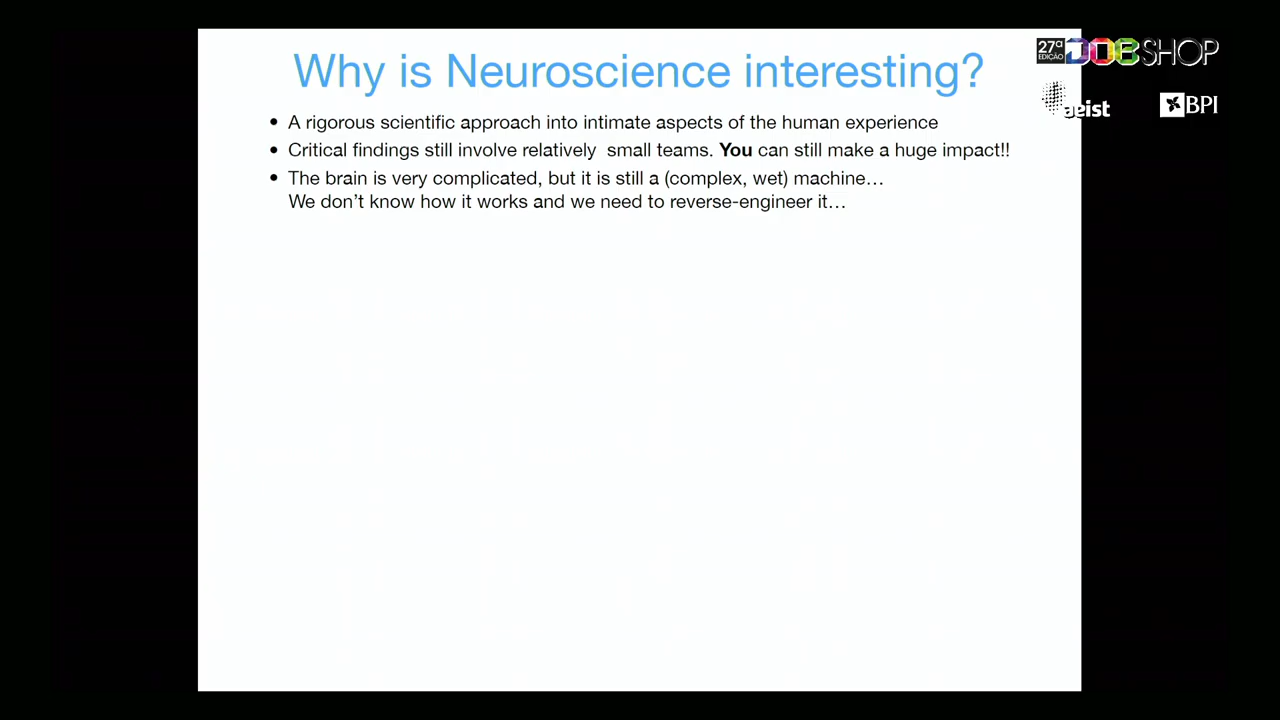 Why is Neuroscience interesting?
27ª
EDIÇÃO
JOBSHOP
aeist
BPI
• A rigorous scientific approach into intimate aspects of the human experience
• Critical findings still involve relatively small teams. You can still make a huge impact!!
• The brain is very complicated, but it is still a (complex, wet) machine…
We don’t know how it works and we need to reverse-engineer it…